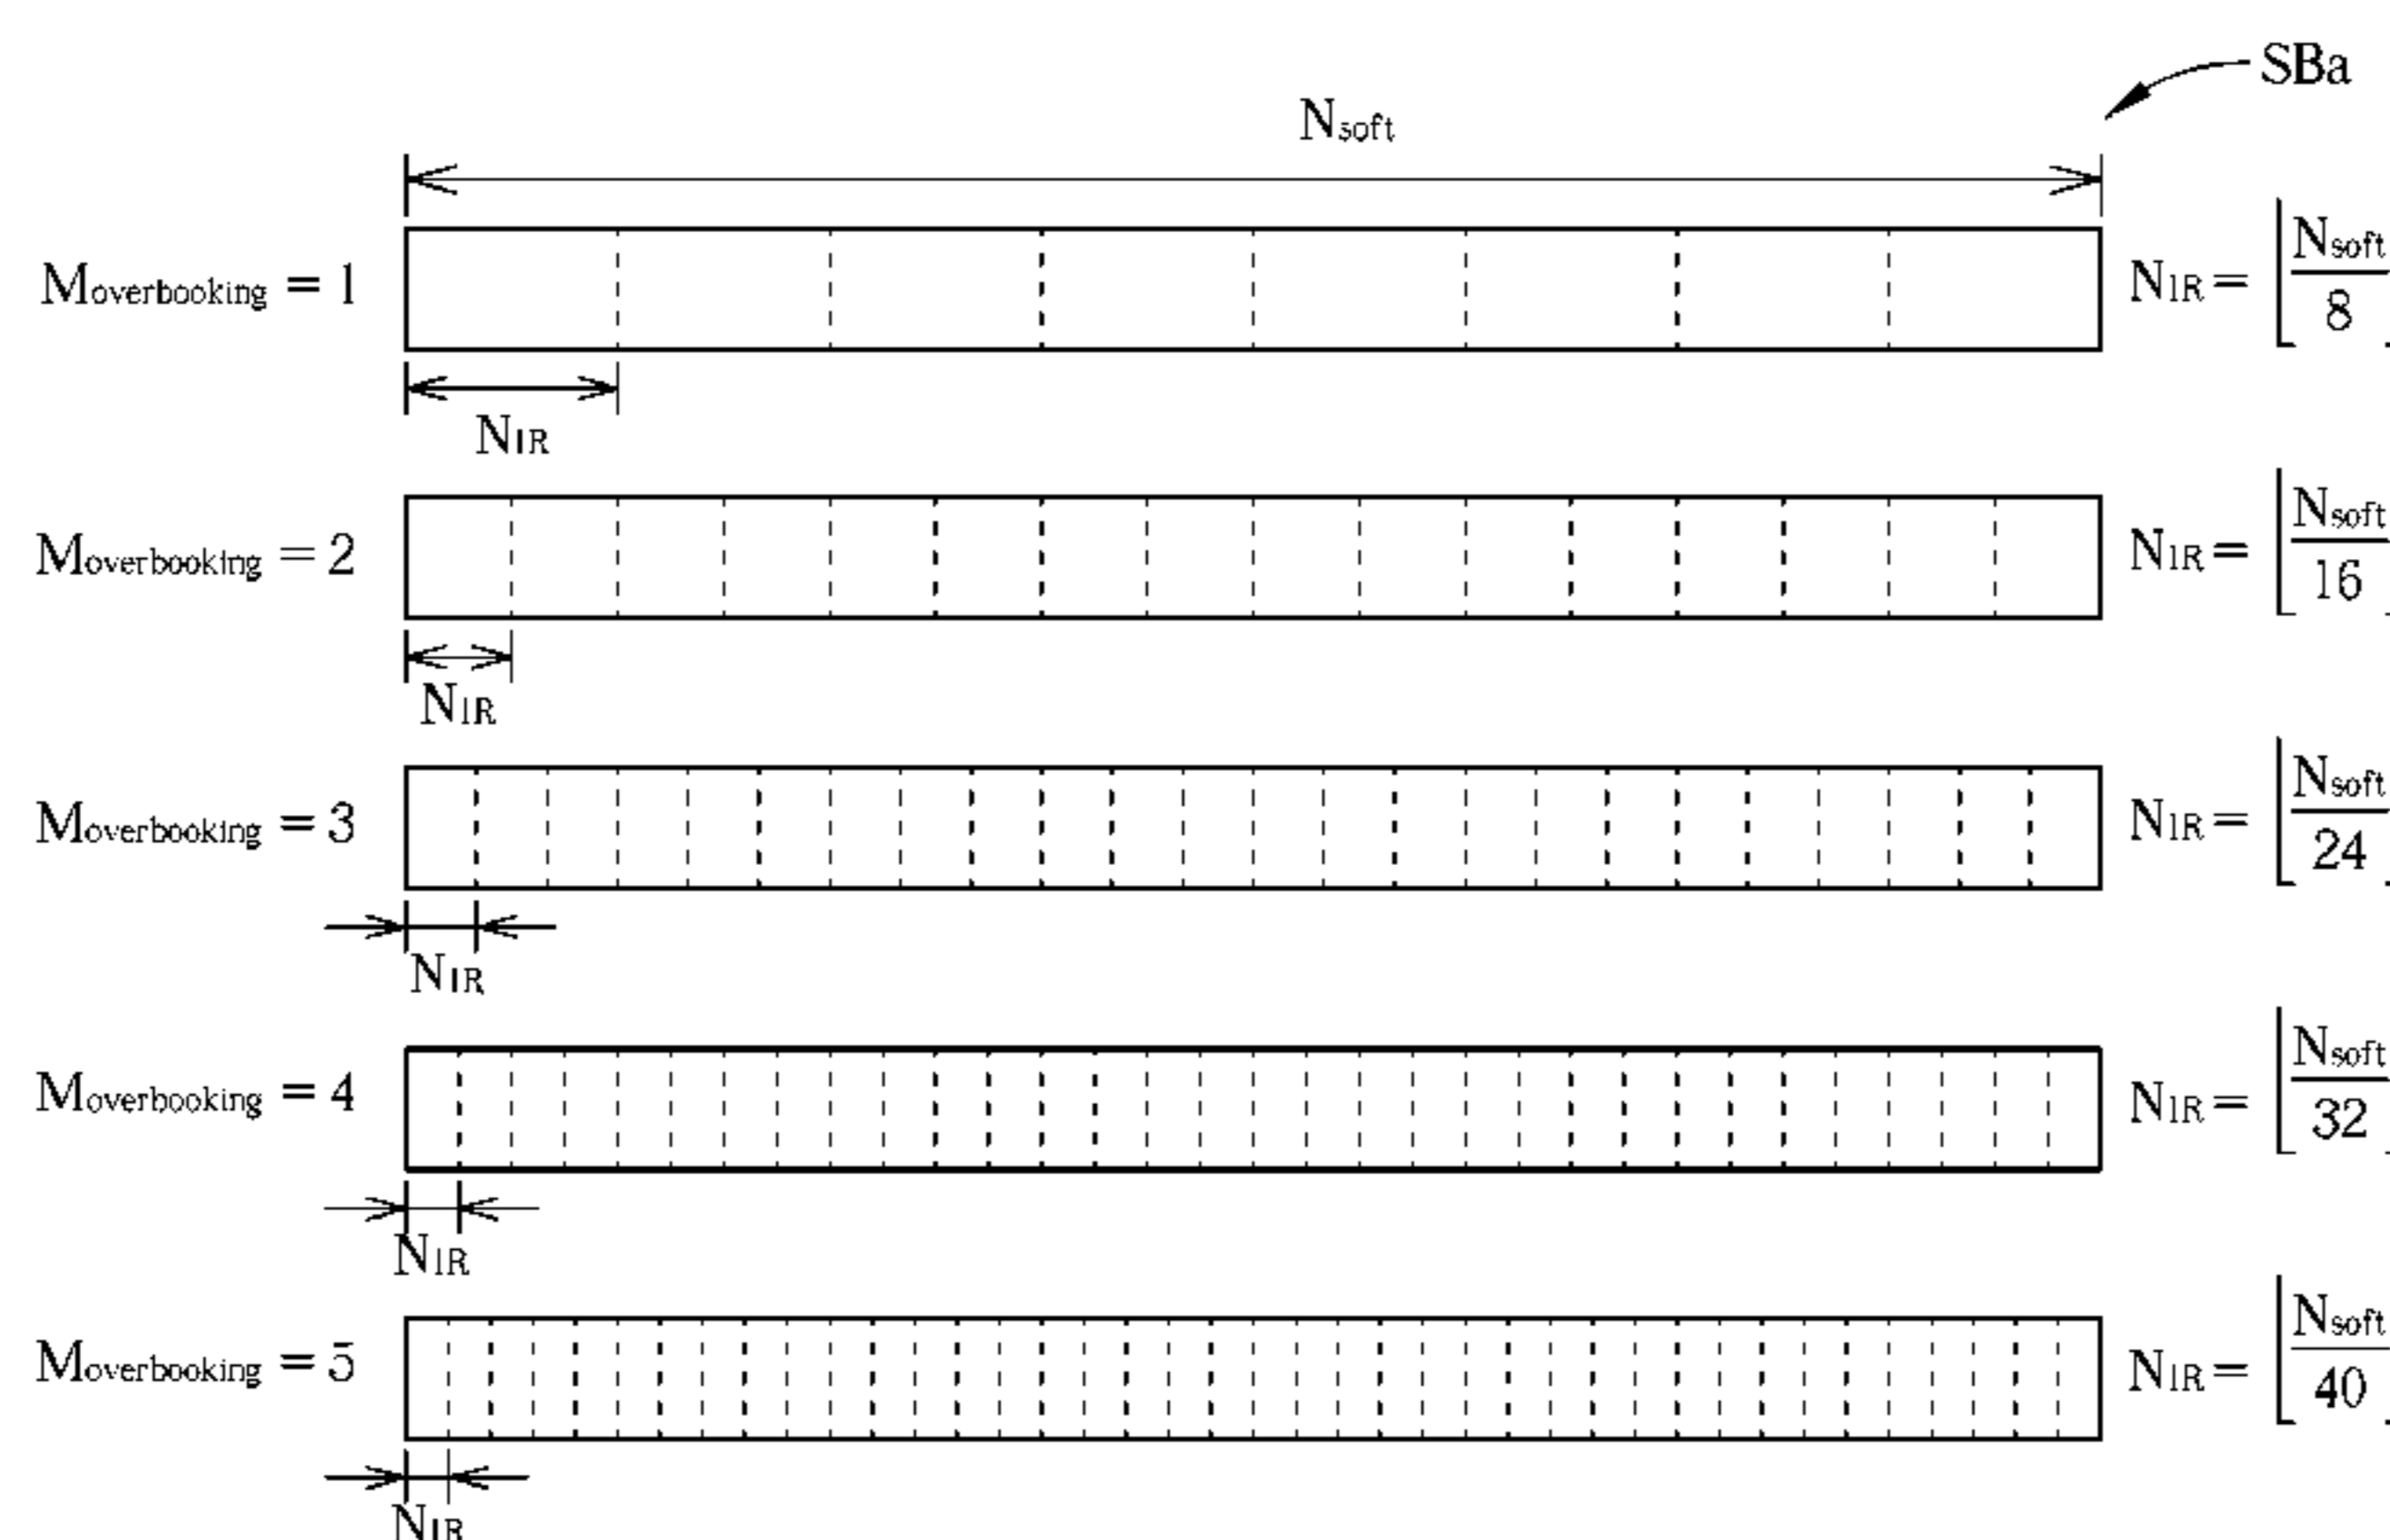 SBa
Nsoft
Moverbooking = 1
NIR = ⌊Nsoft/8
NIR
Moverbooking = 2
NIR = ⌊Nsoft/16
NIR
Moverbooking = 3
NIR = ⌊Nsoft/24
NIR
Moverbooking = 4
NIR = ⌊Nsoft/32
NIR
Moverbooking = 5
NIR = ⌊Nsoft/40
NIR